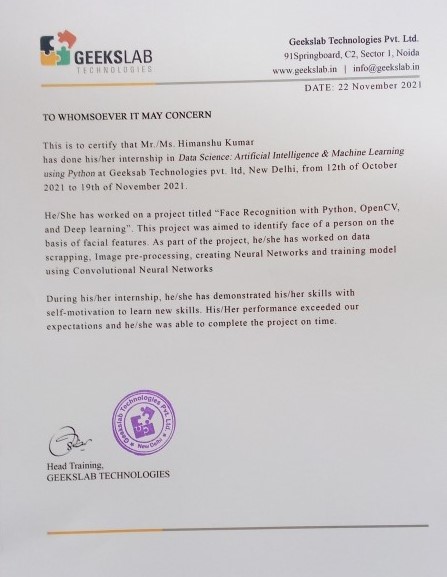 GEEKSLAB
TECHNOLOGIES
Geekslab Technologies Pvt. Ltd.
91Springboard, C2, Sector 1, Noida
www.geekslab.in | info@geekslab.in
DATE: 22 November 2021
TO WHOMSOEVER IT MAY CONCERN
This is to certify that Mr./Ms. Himanshu Kumar
has done his/her internship in Data Science: Artificial Intelligence & Machine Learning
using Python at Geeksab Technologies pvt. ltd, New Delhi, from 12th of October
2021 to 19th of November 2021.
He/She has worked on a project titled “Face Recognition with Python, OpenCV,
and Deep learning”. This project was aimed to identify face of a person on the
basis of facial features. As part of the project, he/she has worked on data
scrapping, Image pre-processing, creating Neural Networks and training model
using Convolutional Neural Networks
During his/her internship, he/she has demonstrated his/her skills with
self-motivation to learn new skills. His/Her performance exceeded our
expectations and he/she was able to complete the project on time.
Geekslab Technologies Pvt. Ltd.
New Delhi
Head Training,
GEEKSLAB TECHNOLOGIES